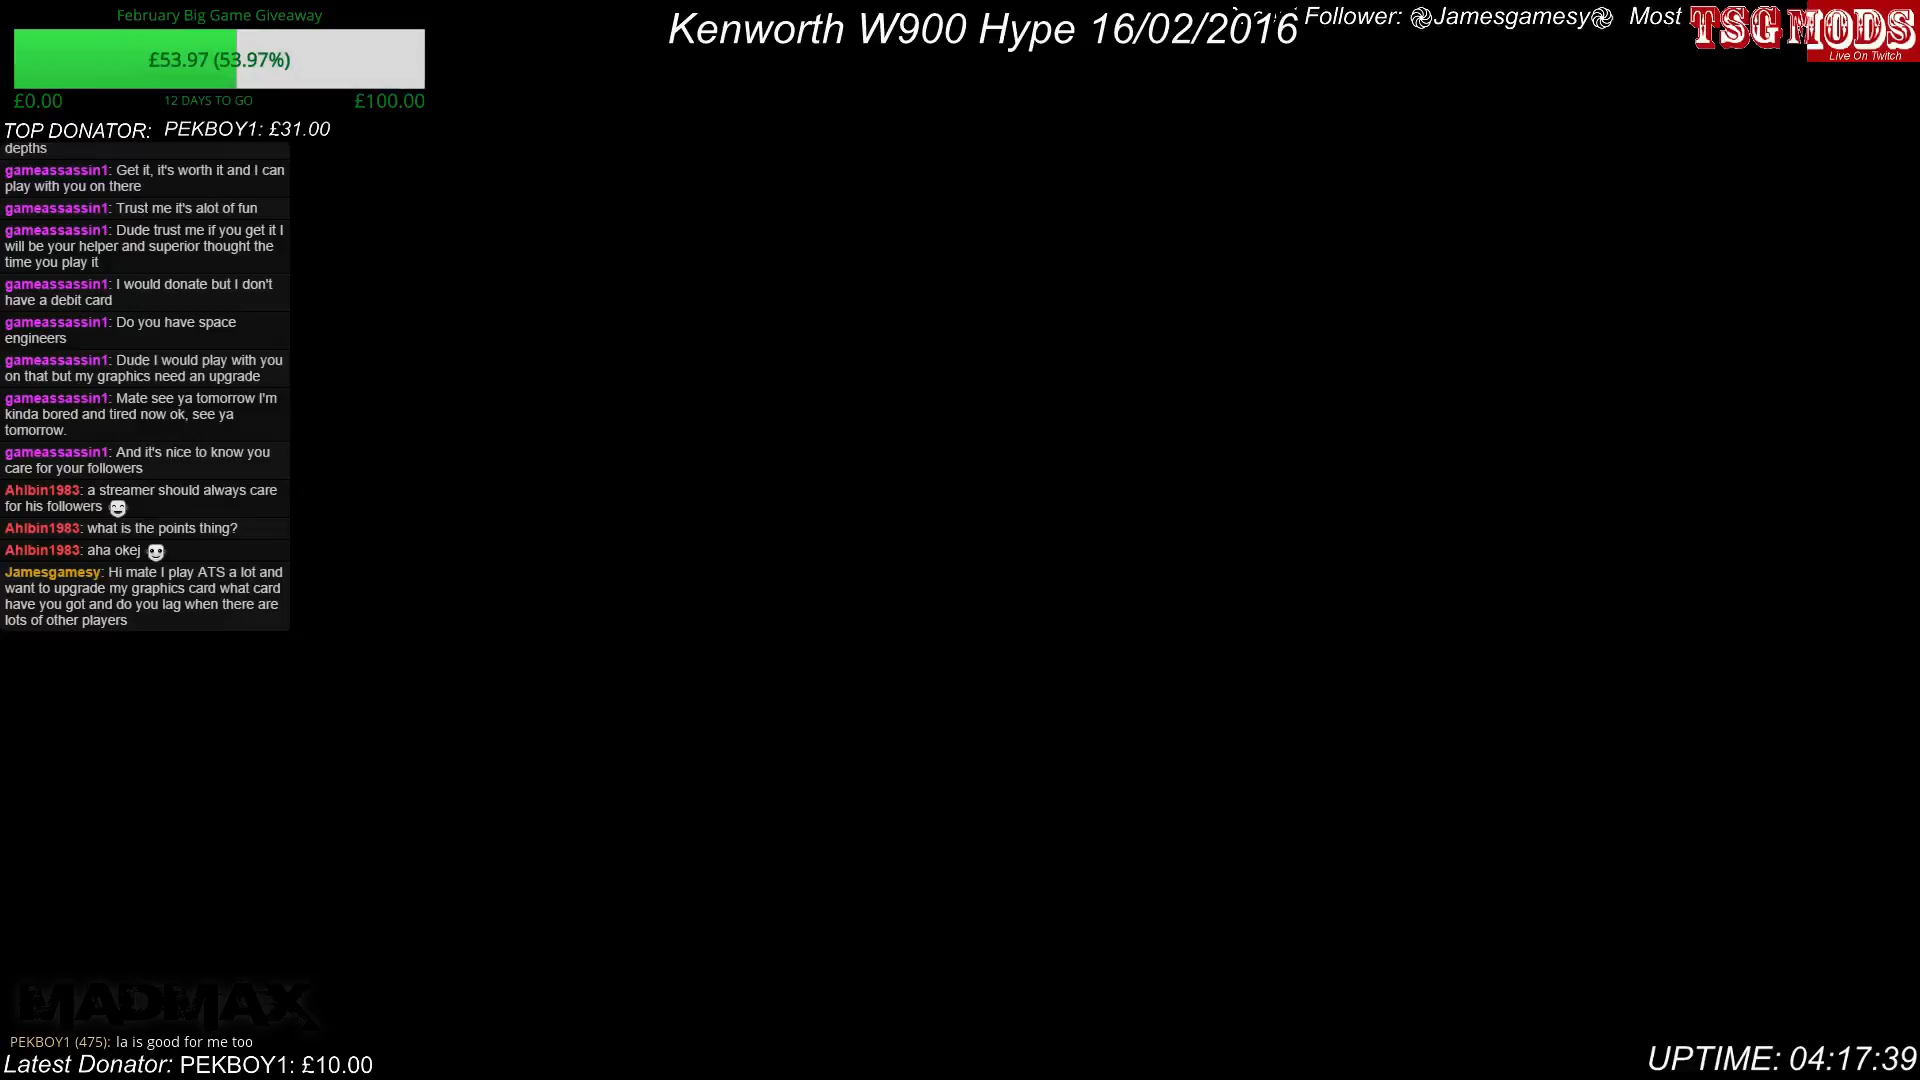 February Big Game Giveaway
£53.97 (53.97%)
£0.00 12 DAYS TO GO £100.00
TOP DONATOR: PEKBOY1: £31.00
Kenworth W900 Hype 16/02/2016
Follower: Jamesgamesy Most
TSG MODS
Live On Twitch
depths
gameassassin1: Get it, it's worth it and I can
play with you on there
gameassassin1: Trust me it's alot of fun
gameassassin1: Dude trust me if you get it I
will be your helper and superior thought the
time you play it
gameassassin1: I would donate but I don't
have a debit card
gameassassin1: Do you have space
engineers
gameassassin1: Dude I would play with you
on that but my graphics need an upgrade
gameassassin1: Mate see ya tomorrow I'm
kinda bored and tired now ok, see ya
tomorrow.
gameassassin1: And it's nice to know you
care for your followers
Ahlbin1983: a streamer should always care
for his followers
Ahlbin1983: what is the points thing?
Ahlbin1983: aha okej
Jamesgamesy: Hi mate I play ATS a lot and
want to upgrade my graphics card what card
have you got and do you lag when there are
lots of other players
MADMAX
PEKBOY1 (475): la is good for me too
Latest Donator: PEKBOY1: £10.00
UPTIME: 04:17:39